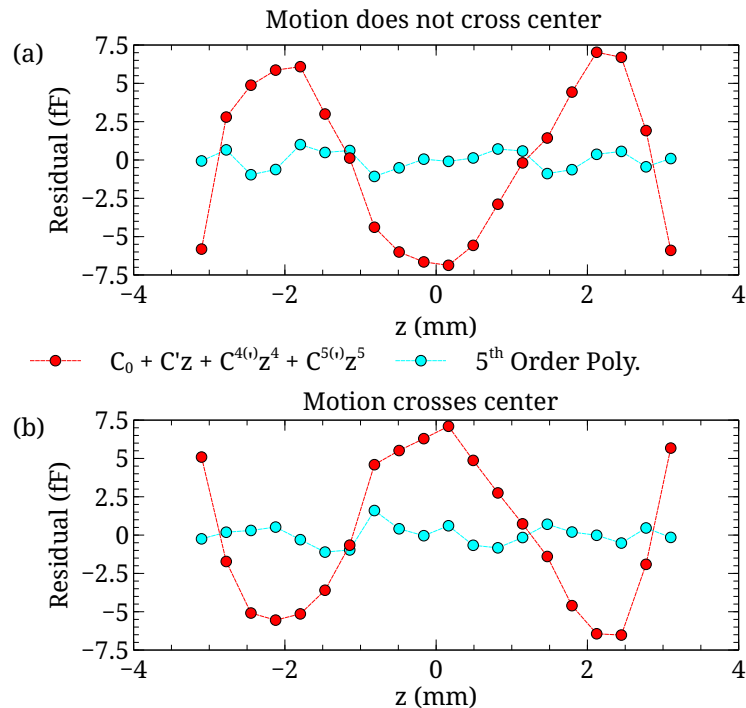 Motion does not cross center
(a)
Residual (fF)
7.5
5
2.5
0
−2.5
−5
−7.5
−4 −2 0 2 4
z (mm)
C₀ + C'z + C⁴⁽ᑊ⁾z⁴ + C⁵⁽ᑊ⁾z⁵ 5ᵗʰ Order Poly.
Motion crosses center
(b)
Residual (fF)
7.5
5
2.5
0
−2.5
−5
−7.5
−4 −2 0 2 4
z (mm)